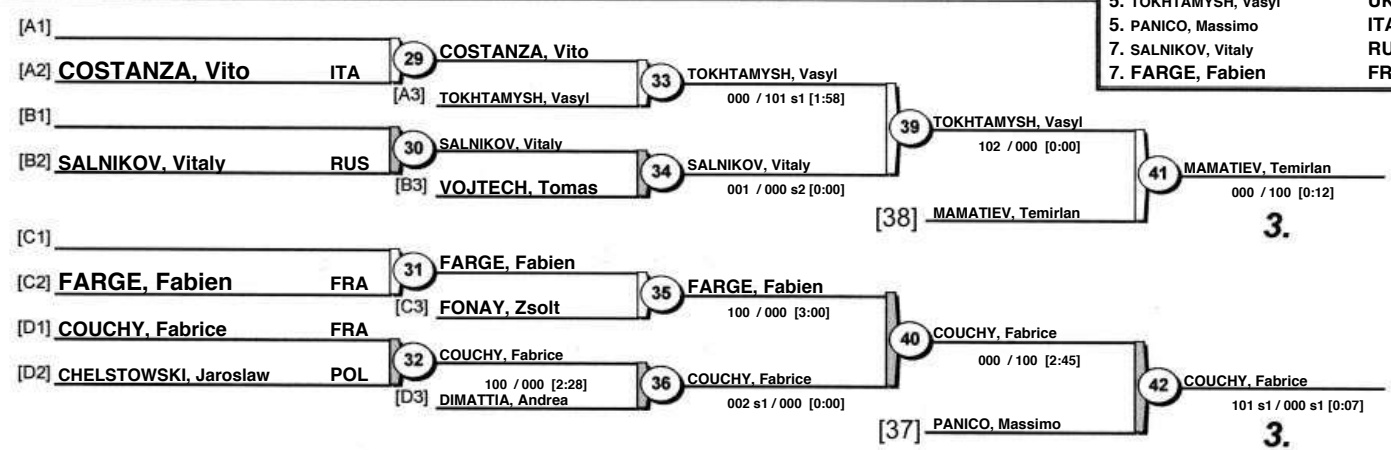 5. TOKHTAMYSH, Vasyl
5. PANICO, Massimo
7. SALNIKOV, Vitaly
7. FARGE, Fabien
[A1]
[A2] COSTANZA, Vito ITA
29
COSTANZA, Vito
[A3] TOKHTAMYSH, Vasyl
33
TOKHTAMYSH, Vasyl
000 / 101 s1 [1:58]
[B1]
[B2] SALNIKOV, Vitaly RUS
30
SALNIKOV, Vitaly
[B3] VOJTECH, Tomas
34
SALNIKOV, Vitaly
001 / 000 s2 [0:00]
39
TOKHTAMYSH, Vasyl
102 / 000 [0:00]
[38] MAMATIEV, Temirlan
41
MAMATIEV, Temirlan
000 / 100 [0:12]
3.
[C1]
[C2] FARGE, Fabien FRA
31
FARGE, Fabien
[C3] FONAY, Zsolt
35
FARGE, Fabien
100 / 000 [3:00]
[D1] COUCHY, Fabrice FRA
[D2] CHELSTOWSKI, Jaroslaw POL
32
COUCHY, Fabrice
100 / 000 [2:28]
[D3] DIMATTIA, Andrea
36
COUCHY, Fabrice
002 s1 / 000 [0:00]
40
COUCHY, Fabrice
000 / 100 [2:45]
[37] PANICO, Massimo
42
COUCHY, Fabrice
101 s1 / 000 s1 [0:07]
3.